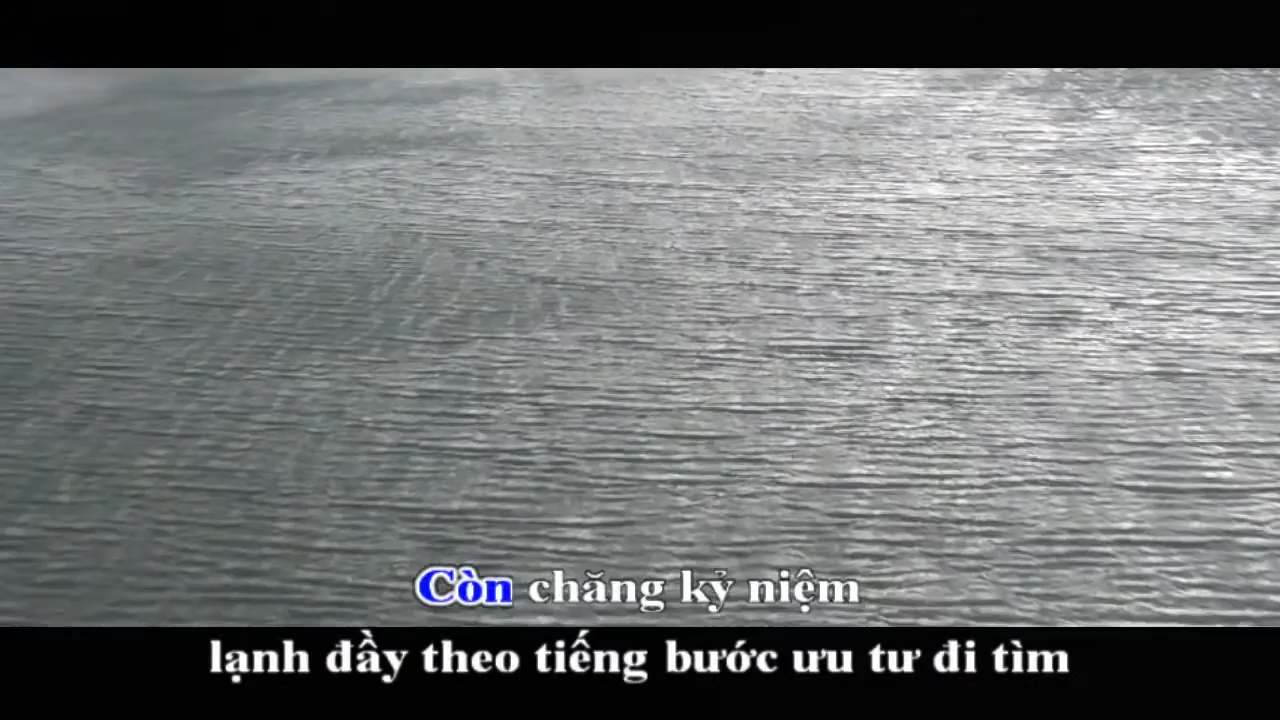 Còn chăng kỷ niệm
lạnh đầy theo tiếng bước ưu tư đi tìm